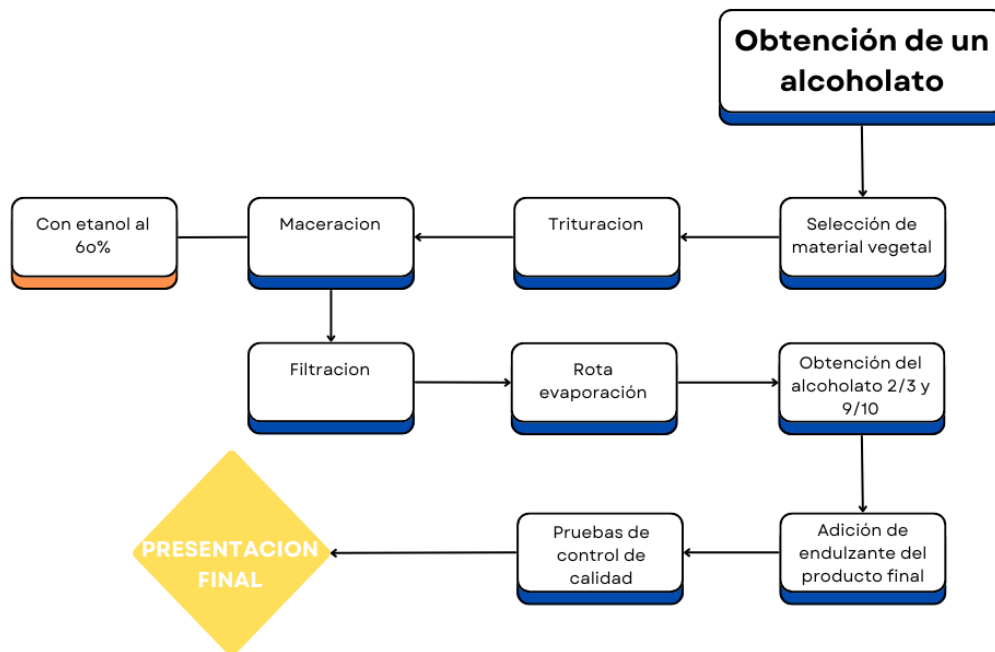 Obtención de un
alcoholato
Selección de
material vegetal
Trituracion
Maceracion
Con etanol al
60%
Filtracion
Rota
evaporación
Obtención del
alcoholato 2/3 y
9/10
Adición de
endulzante del
producto final
Pruebas de
control de
calidad
PRESENTACION
FINAL